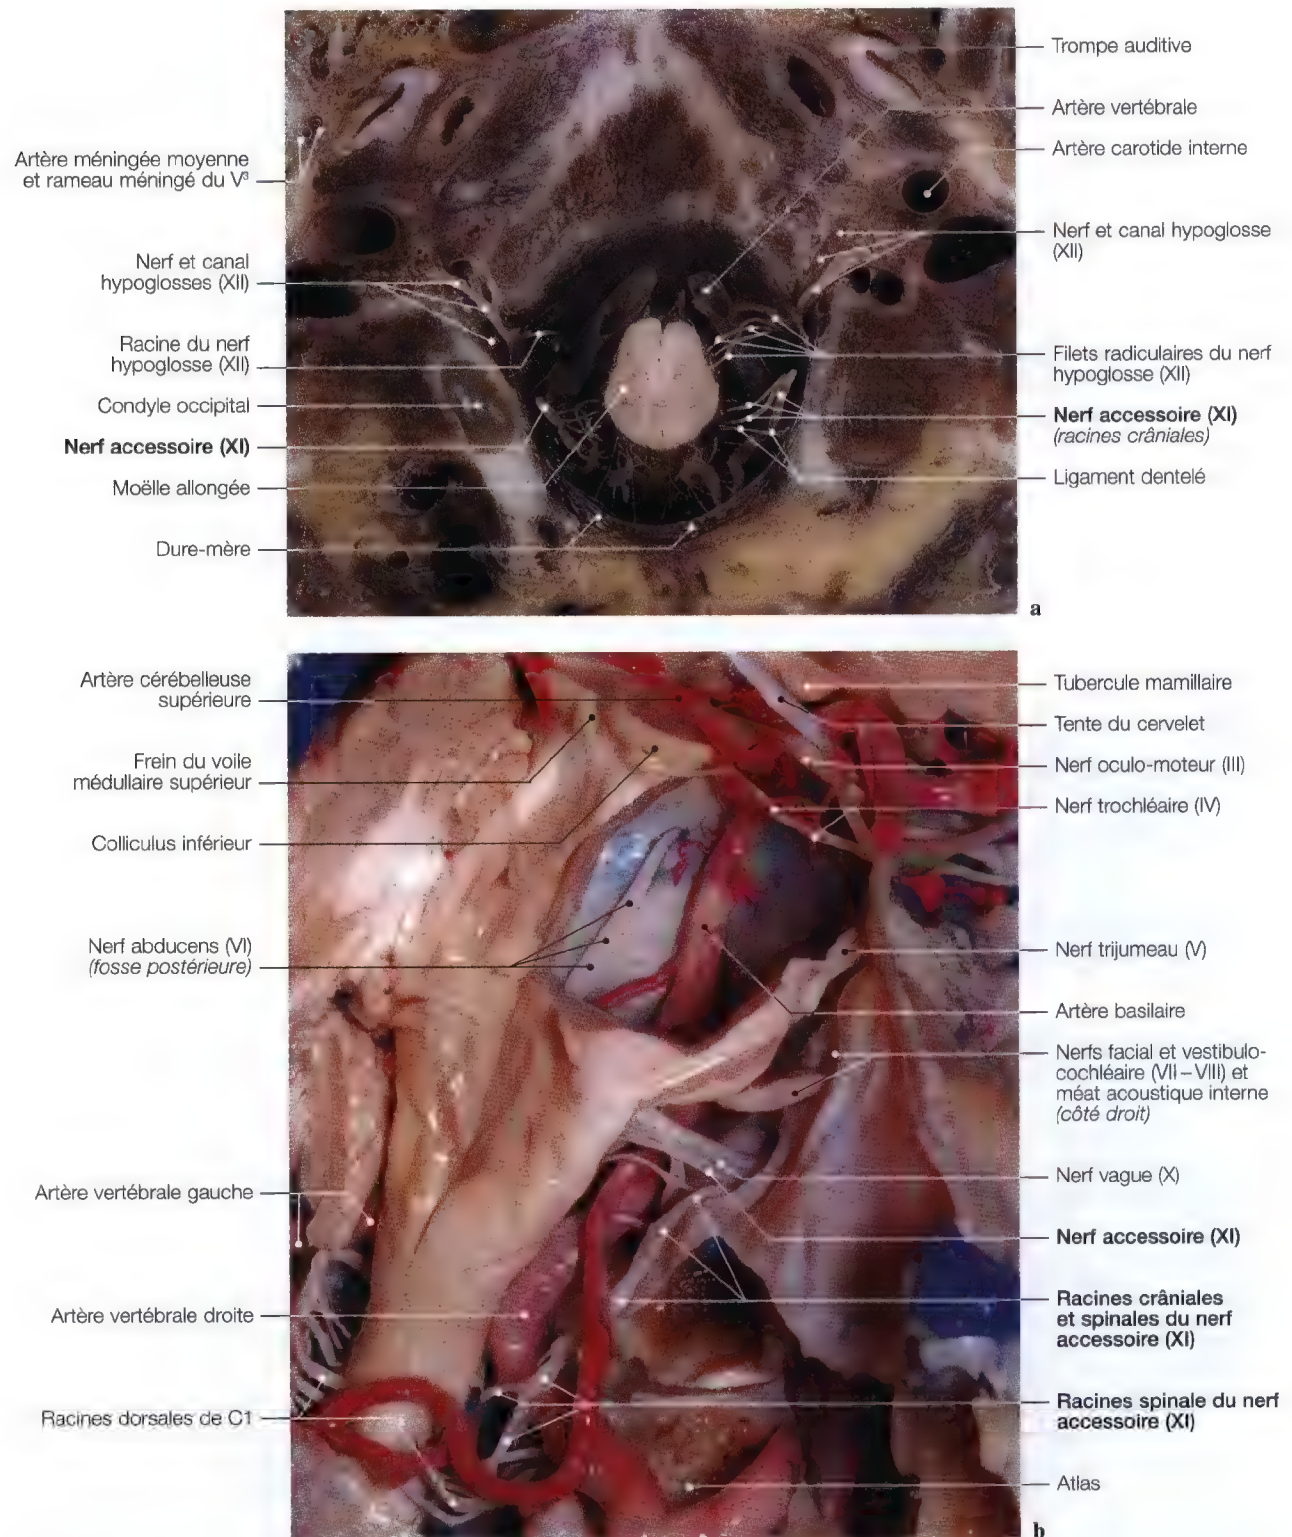 Trompe auditive
Artère vertébrale
Artère carotide interne
Nerf et canal hypoglosse
(XII)
Filets radiculaires du nerf
hypoglosse (XII)
Nerf accessoire (XI)
(racines crâniales)
Ligament dentelé
Artère méningée moyenne
et rameau méningé du V³
Nerf et canal
hypoglosses (XII)
Racine du nerf
hypoglosse (XII)
Condyle occipital
Nerf accessoire (XI)
Moëlle allongée
Dure-mère
a
Artère cérébelleuse
supérieure
Frein du voile
médullaire supérieur
Colliculus inférieur
Nerf abducens (VI)
(fosse postérieure)
Artère vertébrale gauche
Artère vertébrale droite
Racines dorsales de C1
Tubercule mamillaire
Tente du cervelet
Nerf oculo-moteur (III)
Nerf trochléaire (IV)
Nerf trijumeau (V)
Artère basilaire
Nerfs facial et vestibulo-
cochléaire (VII–VIII) et
méat acoustique interne
(côté droit)
Nerf vague (X)
Nerf accessoire (XI)
Racines crâniales
et spinales du nerf
accessoire (XI)
Racines spinale du nerf
accessoire (XI)
Atlas
b